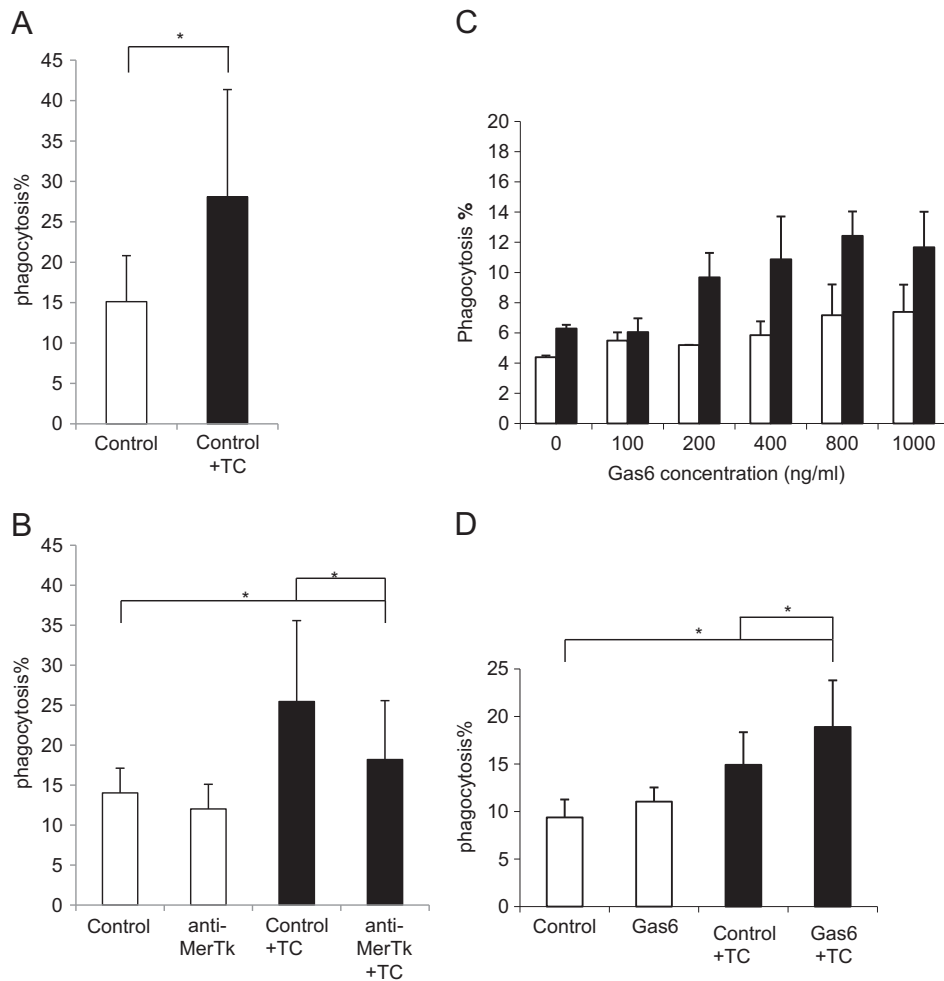 A
*
45
40
35
30
25
20
15
10
5
0
phagocytosis%
Control
Control
+TC
C
20
18
16
14
12
10
8
6
4
2
0
Phagocytosis %
0 100 200 400 800 1000
Gas6 concentration (ng/ml)
B
45
40
35
30
25
20
15
10
5
0
phagocytosis%
*
*
Control
anti-
MerTk
Control
+TC
anti-
MerTk
+TC
D
*
*
25
20
15
10
5
0
phagocytosis%
Control
Gas6
Control
+TC
Gas6
+TC